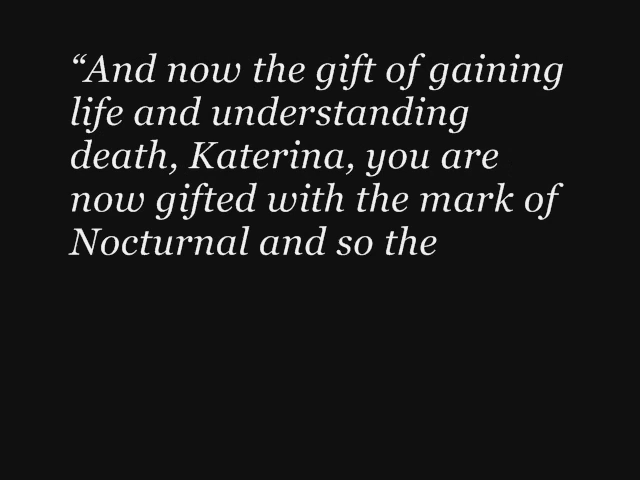 “And now the gift of gaining
life and understanding
death, Katerina, you are
now gifted with the mark of
Nocturnal and so the